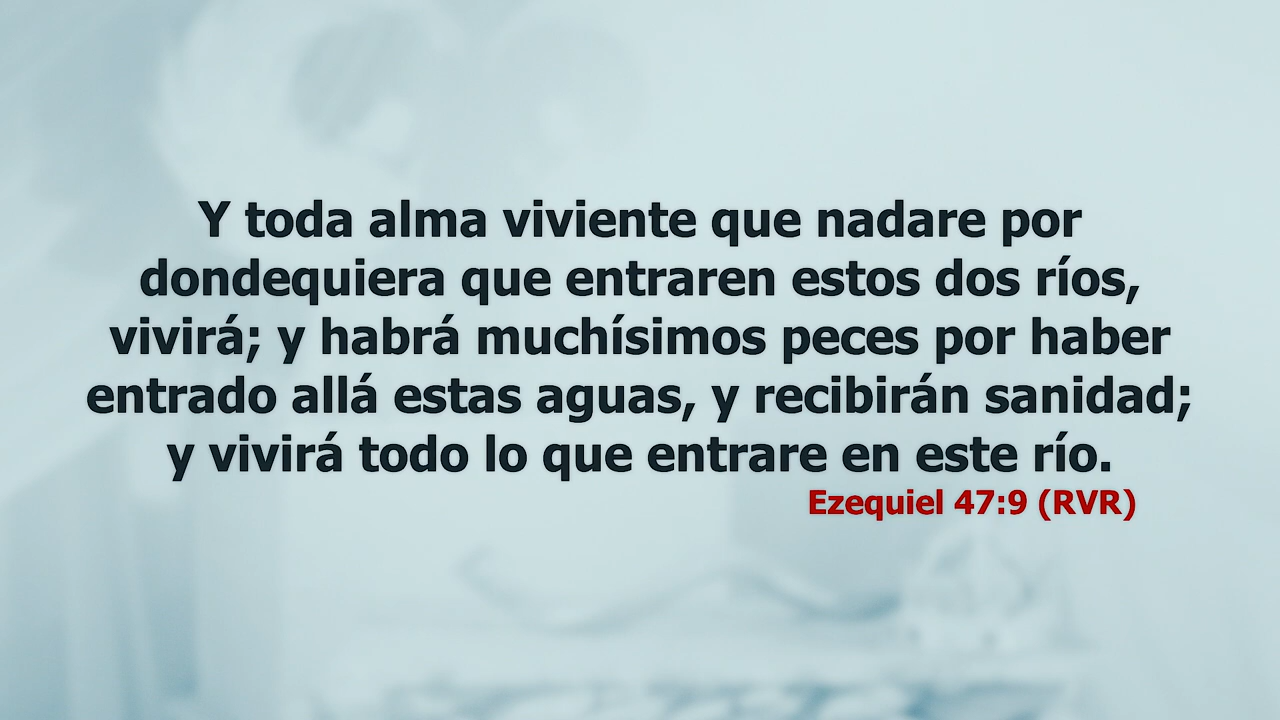 Y toda alma viviente que nadare por
dondequiera que entraren estos dos ríos,
vivirá; y habrá muchísimos peces por haber
entrado allá estas aguas, y recibirán sanidad;
y vivirá todo lo que entrare en este río.
Ezequiel 47:9 (RVR)